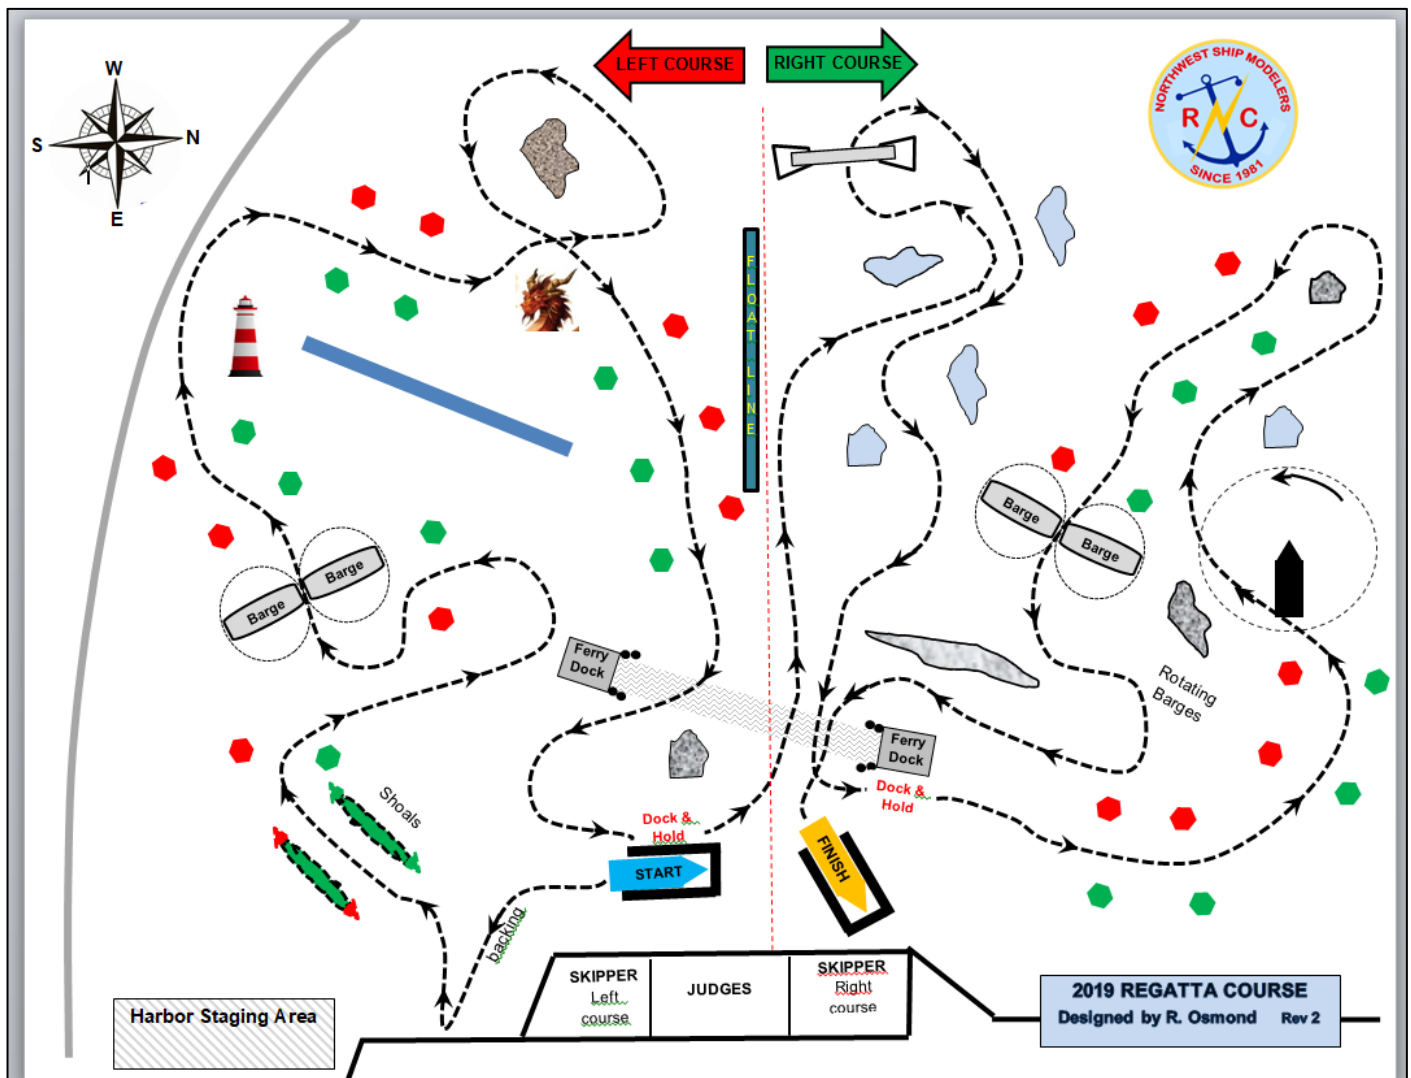 LEFT COURSE
RIGHT COURSE
NORTHWEST SHIP MODELERS
R C
SINCE 1981
W
S
N
E
FLOAT LINE
Barge
Barge
Barge
Barge
Ferry
Dock
Rotating
Barges
Ferry
Dock
Shoals
Dock &
Hold
Dock &
Hold
START
FINISH
backing
SKIPPER
Left
course
JUDGES
SKIPPER
Right
course
Harbor Staging Area
2019 REGATTA COURSE
Designed by R. Osmond Rev 2